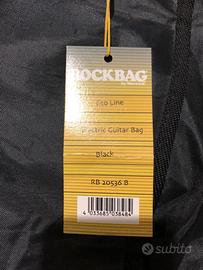 ROCKBAG
by Warwick
Eco Line
Electric Guitar Bag
Black
RB 20536 B
4 033685 038484
subito